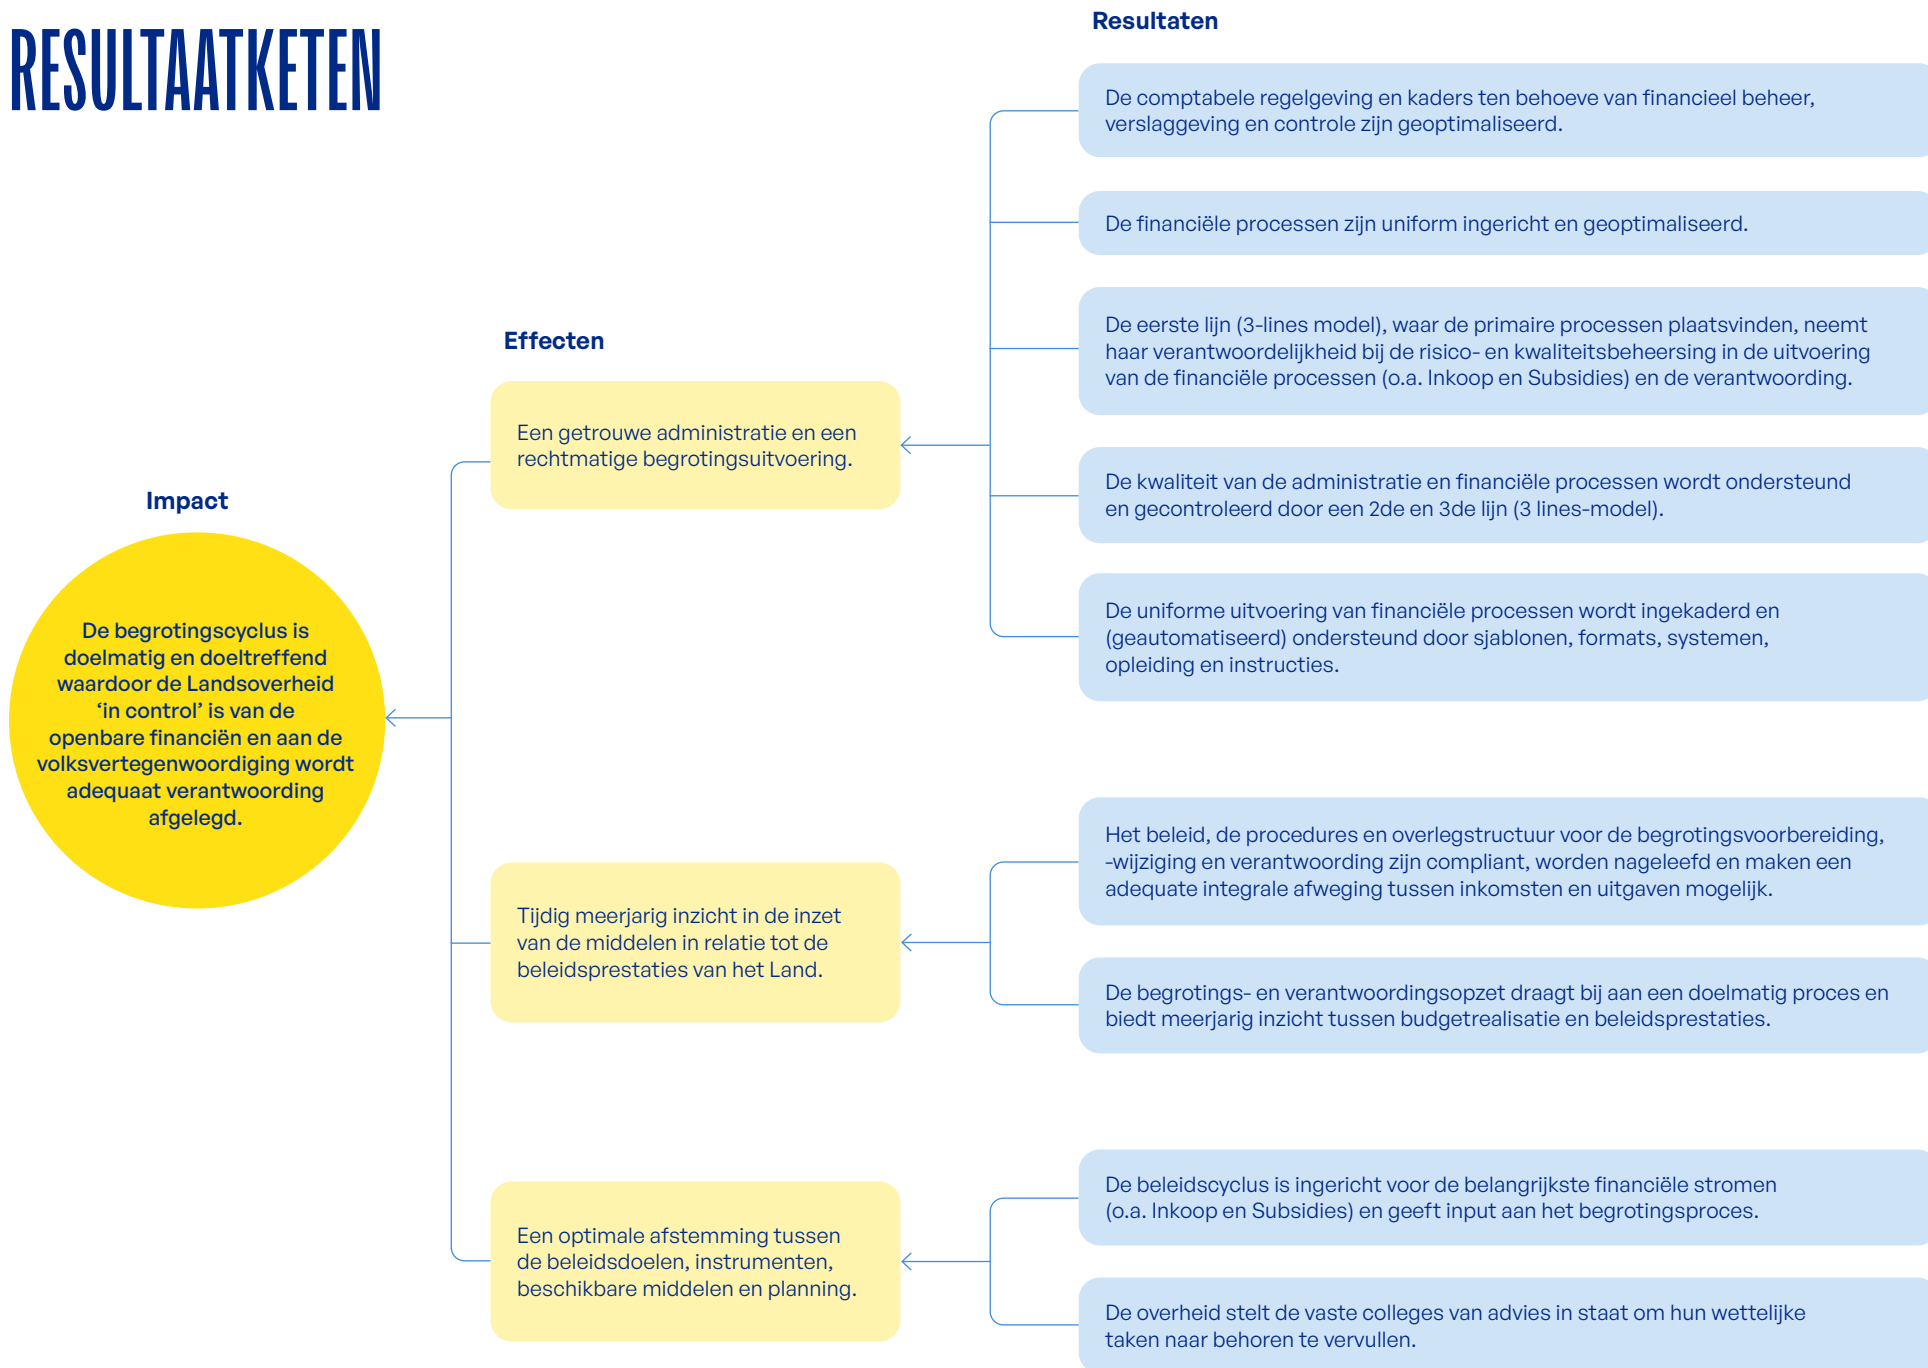 RESULTAATKETEN
Impact
De begrotingscyclus is
doelmatig en doeltreffend
waardoor de Landsoverheid
‘in control’ is van de
openbare financiën en aan de
volksvertegenwoordiging wordt
adequaat verantwoording
afgelegd.
Effecten
Een getrouwe administratie en een
rechtmatige begrotingsuitvoering.
Tijdig meerjarig inzicht in de inzet
van de middelen in relatie tot de
beleidsprestaties van het Land.
Een optimale afstemming tussen
de beleidsdoelen, instrumenten,
beschikbare middelen en planning.
Resultaten
De comptabele regelgeving en kaders ten behoeve van financieel beheer,
verslaggeving en controle zijn geoptimaliseerd.
De financiële processen zijn uniform ingericht en geoptimaliseerd.
De eerste lijn (3-lines model), waar de primaire processen plaatsvinden, neemt
haar verantwoordelijkheid bij de risico- en kwaliteitsbeheersing in de uitvoering
van de financiële processen (o.a. Inkoop en Subsidies) en de verantwoording.
De kwaliteit van de administratie en financiële processen wordt ondersteund
en gecontroleerd door een 2de en 3de lijn (3 lines-model).
De uniforme uitvoering van financiële processen wordt ingekaderd en
(geautomatiseerd) ondersteund door sjablonen, formats, systemen,
opleiding en instructies.
Het beleid, de procedures en overlegstructuur voor de begrotingsvoorbereiding,
-wijziging en verantwoording zijn compliant, worden nageleefd en maken een
adequate integrale afweging tussen inkomsten en uitgaven mogelijk.
De begrotings- en verantwoordingsopzet draagt bij aan een doelmatig proces en
biedt meerjarig inzicht tussen budgetrealisatie en beleidsprestaties.
De beleidscyclus is ingericht voor de belangrijkste financiële stromen
(o.a. Inkoop en Subsidies) en geeft input aan het begrotingsproces.
De overheid stelt de vaste colleges van advies in staat om hun wettelijke
taken naar behoren te vervullen.